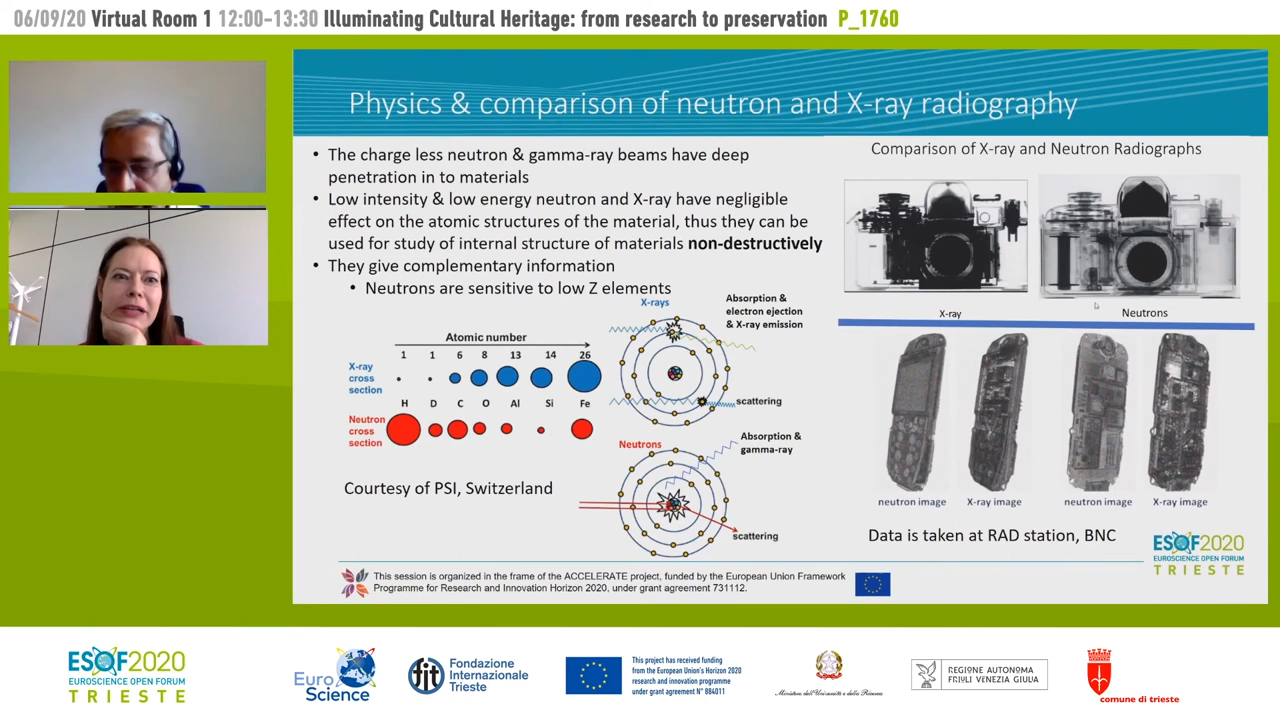 06/09/20 Virtual Room 1 12:00-13:30 Illuminating Cultural Heritage: from research to preservation P_1760
Physics & comparison of neutron and X-ray radiography
• The charge less neutron & gamma-ray beams have deep
penetration in to materials
• Low intensity & low energy neutron and X-ray have negligible
effect on the atomic structures of the material, thus they can be
used for study of internal structure of materials non-destructively
• They give complementary information
• Neutrons are sensitive to low Z elements
Atomic number
1 1 6 8 13 14 26
X-ray
cross
section
H D C O Al Si Fe
Neutron
cross
section
Courtesy of PSI, Switzerland
X-rays
Absorption &
electron ejection
& X-ray emission
scattering
Neutrons
Absorption &
gamma-ray
scattering
Comparison of X-ray and Neutron Radiographs
X-ray
Neutrons
neutron image
X-ray image
neutron image
X-ray image
Data is taken at RAD station, BNC
ESOF2020
EUROSCIENCE OPEN FORUM
TRIESTE
This session is organized in the frame of the ACCELERATE project, funded by the European Union Framework
Programme for Research and Innovation Horizon 2020, under grant agreement 731112.
ESOF2020
EUROSCIENCE OPEN FORUM
TRIESTE
Euro
Science
fit
Fondazione
Internazionale
Trieste
This project has received funding
from the European Union's Horizon 2020
research and innovation programme
under grant agreement N° 884011
Ministero dell'Università e della Ricerca
REGIONE AUTONOMA
FRIULI VENEZIA GIULIA
comune di trieste